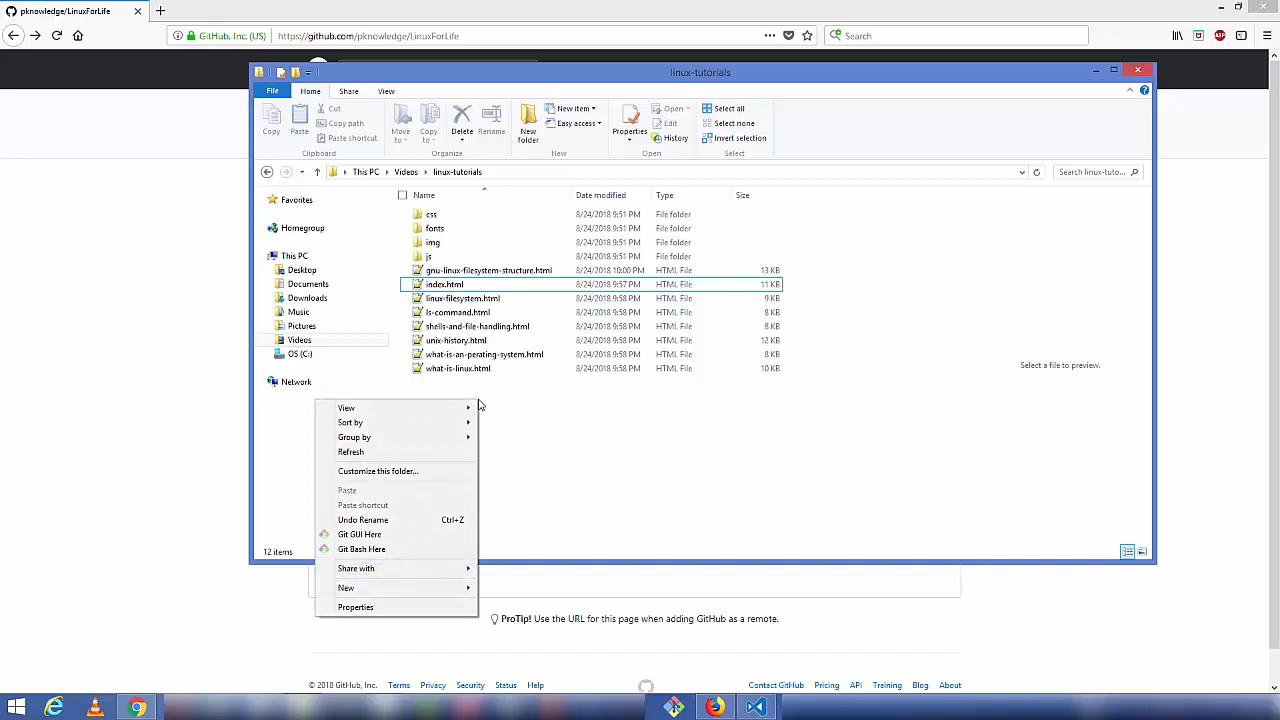 pknowledge/LinuxForLife
GitHub, Inc. (US)
https://github.com/pknowledge/LinuxForLife
Search
linux-tutorials
File
Home
Share
View
Copy
Paste
Cut
Copy path
Paste shortcut
Clipboard
Move to
Copy to
Delete
Rename
Organize
New folder
New item
Easy access
New
Properties
Open
Edit
History
Open
Select all
Select none
Invert selection
Select
This PC
Videos
linux-tutorials
Search linux-tuto...
Favorites
Homegroup
This PC
Desktop
Documents
Downloads
Music
Pictures
Videos
OS (C:)
Network
Name Date modified Type Size
css 8/24/2018 9:51 PM File folder
fonts 8/24/2018 9:51 PM File folder
img 8/24/2018 9:51 PM File folder
js 8/24/2018 9:51 PM File folder
gnu-linux-filesystem-structure.html 8/24/2018 10:00 PM HTML File 13 KB
index.html 8/24/2018 9:57 PM HTML File 11 KB
linux-filesystem.html 8/24/2018 9:58 PM HTML File 9 KB
ls-command.html 8/24/2018 9:58 PM HTML File 8 KB
shells-and-file-handling.html 8/24/2018 9:58 PM HTML File 8 KB
unix-history.html 8/24/2018 9:58 PM HTML File 12 KB
what-is-an-perating-system.html 8/24/2018 9:58 PM HTML File 8 KB
what-is-linux.html 8/24/2018 9:58 PM HTML File 10 KB
Select a file to preview.
View
Sort by
Group by
Refresh
Customize this folder...
Paste
Paste shortcut
Undo Rename Ctrl+Z
Git GUI Here
Git Bash Here
Share with
New
Properties
12 items
ProTip! Use the URL for this page when adding GitHub as a remote.
© 2018 GitHub, Inc. Terms Privacy Security Status Help
Contact GitHub Pricing API Training Blog About